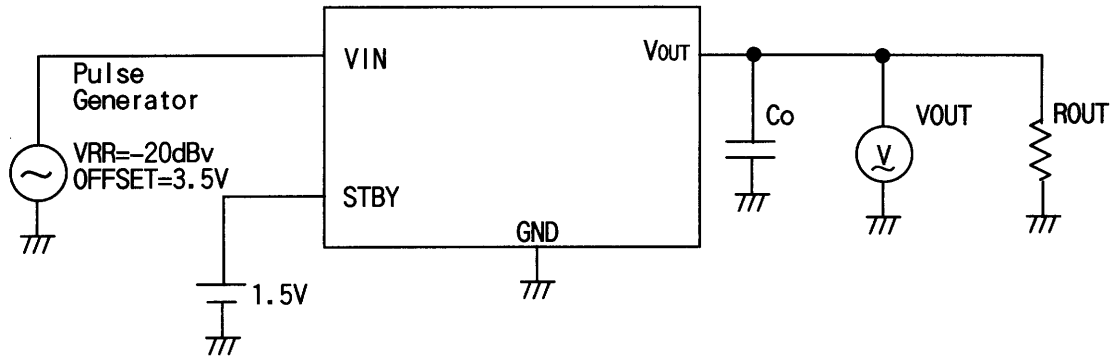 VIN
VOUT
Pulse
Generator
Co
VOUT
ROUT
V
VRR=-20dBv
OFFSET=3.5V
STBY
GND
1.5V